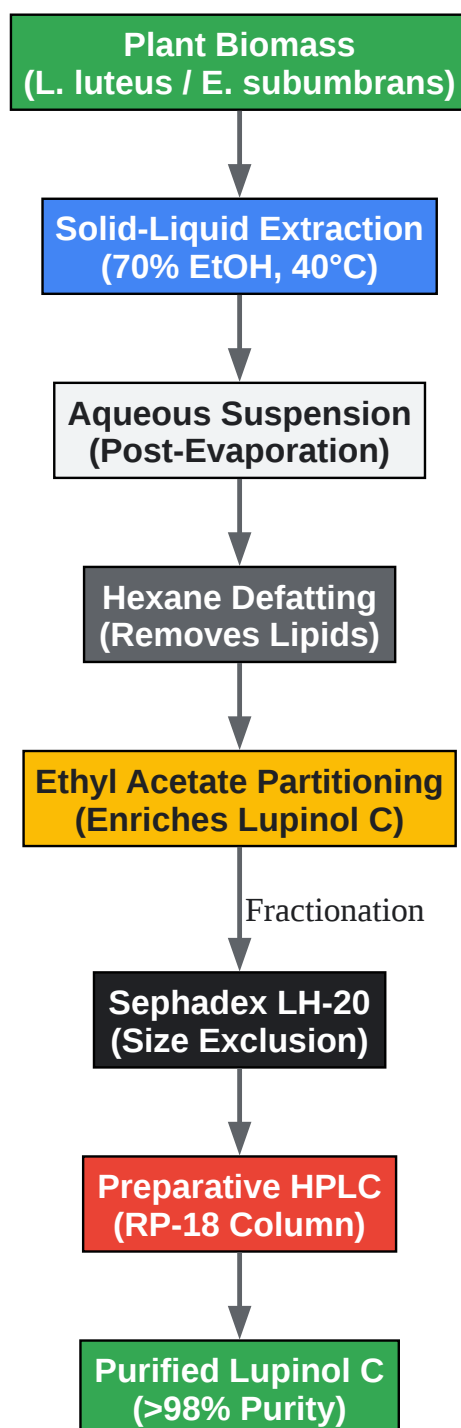 Plant Biomass
(L. luteus / E. subumbrans)
Solid-Liquid Extraction
(70% EtOH, 40°C)
Aqueous Suspension
(Post-Evaporation)
Hexane Defatting
(Removes Lipids)
Ethyl Acetate Partitioning
(Enriches Lupinol C)
Fractionation
Sephadex LH-20
(Size Exclusion)
Preparative HPLC
(RP-18 Column)
Purified Lupinol C
(>98% Purity)